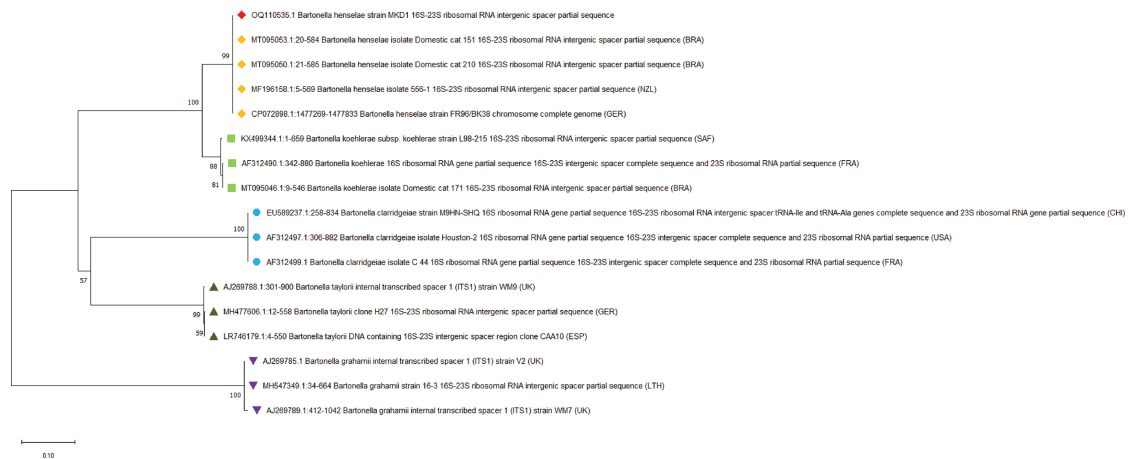 OQ110535.1 Bartonella henselae strain MKD1 16S-23S ribosomal RNA intergenic spacer partial sequence
MT095053.1:20-584 Bartonella henselae isolate Domestic cat 151 16S-23S ribosomal RNA intergenic spacer partial sequence (BRA)
99
MT095050.1:21-585 Bartonella henselae isolate Domestic cat 210 16S-23S ribosomal RNA intergenic spacer partial sequence (BRA)
MF196158.1:5-569 Bartonella henselae isolate 556-1 16S-23S ribosomal RNA intergenic spacer partial sequence (NZL)
100
CP072898.1:1477269-1477833 Bartonella henselae strain FR96/BK38 chromosome complete genome (GER)
KX499344.1:1-659 Bartonella koehlerae subsp. koehlerae strain L98-215 16S-23S ribosomal RNA intergenic spacer partial sequence (SAF)
88
AF312490.1:342-880 Bartonella koehlerae 16S ribosomal RNA gene partial sequence 16S-23S intergenic spacer complete sequence and 23S ribosomal RNA partial sequence (FRA)
81
MT095046.1:9-546 Bartonella koehlerae isolate Domestic cat 171 16S-23S ribosomal RNA intergenic spacer partial sequence (BRA)
EU589237.1:258-834 Bartonella clarridgeiae strain M9HN-SHQ 16S ribosomal RNA gene partial sequence 16S-23S ribosomal RNA intergenic spacer tRNA-Ile and tRNA-Ala genes complete sequence and 23S ribosomal RNA gene partial sequence (CHI)
100
AF312497.1:306-882 Bartonella clarridgeiae isolate Houston-2 16S ribosomal RNA gene partial sequence 16S-23S intergenic spacer complete sequence and 23S ribosomal RNA partial sequence (USA)
AF312499.1 Bartonella clarridgeiae isolate C 44 16S ribosomal RNA gene partial sequence 16S-23S intergenic spacer complete sequence and 23S ribosomal RNA partial sequence (FRA)
57
AJ269788.1:301-900 Bartonella taylorii internal transcribed spacer 1 (ITS1) strain WM9 (UK)
99
MH477606.1:12-558 Bartonella taylorii clone H27 16S-23S ribosomal RNA intergenic spacer partial sequence (GER)
59
LR746179.1:4-550 Bartonella taylorii DNA containing 16S-23S intergenic spacer region clone CAA10 (ESP)
AJ269785.1 Bartonella grahamii internal transcribed spacer 1 (ITS1) strain V2 (UK)
MH547349.1:34-664 Bartonella grahamii strain 16-3 16S-23S ribosomal RNA intergenic spacer partial sequence (LTH)
100
AJ269789.1:412-1042 Bartonella grahamii internal transcribed spacer 1 (ITS1) strain WM7 (UK)
0.10